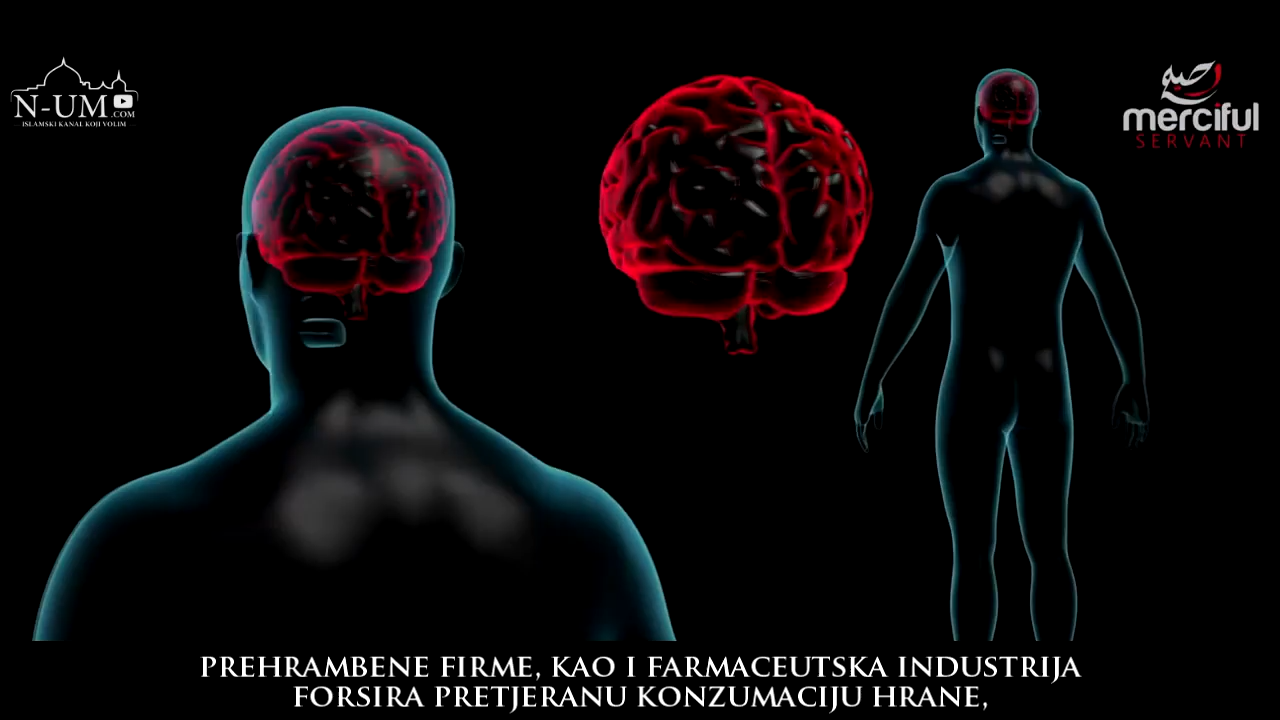 N-UM
.COM
ISLAMSKI KANAL KOJI VOLIM
merciful
SERVANT
PREHRAMBENE FIRME, KAO I FARMACEUTSKA INDUSTRIJA
FORSIRA PRETJERANU KONZUMACIJU HRANE,